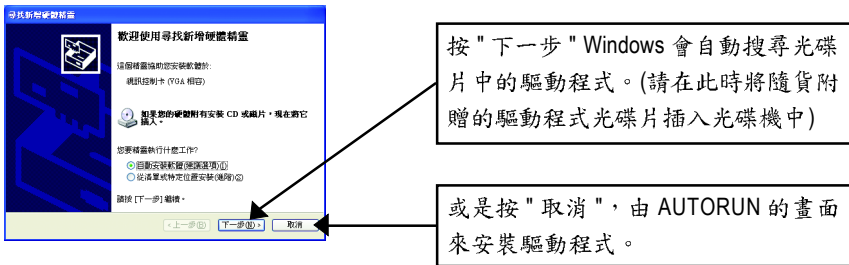 尋找新增硬體精靈
歡迎使用尋找新增硬體精靈
這個精靈協助您安裝軟體於:
視訊控制卡 (VGA 相容)
如果您的硬體附有安裝 CD 或磁片，現在將它
插入。
您要精靈執行什麼工作?
自動安裝軟體(建議選項)(I)
從清單或特定位置安裝(進階)(S)
請按 [下一步] 繼續。
<上一步(B)
下一步(N)>
取消
按 " 下一步 " Windows 會自動搜尋光碟
片中的驅動程式。(請在此時將隨貨附
贈的驅動程式光碟片插入光碟機中)
或是按 " 取消 "，由 AUTORUN 的畫面
來安裝驅動程式。